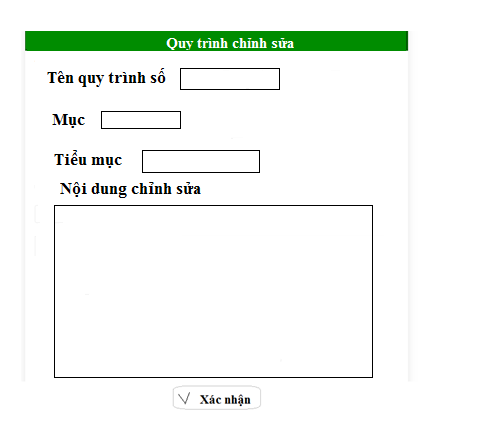 Quy trình chỉnh sửa
Tên quy trình số
Mục
Tiểu mục
Nội dung chỉnh sửa
Xác nhận